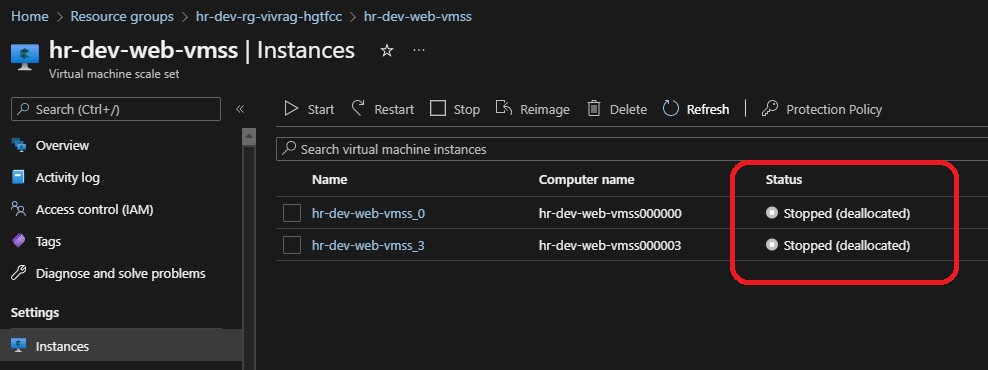 Home > Resource groups > hr-dev-rg-vivrag-hgtfcc > hr-dev-web-vmss
hr-dev-web-vmss | Instances ☆ ...
Virtual machine scale set
Search (Ctrl+/) «
Start Restart Stop Reimage Delete Refresh Protection Policy
Overview
Activity log
Access control (IAM)
Tags
Diagnose and solve problems
Settings
Instances
Search virtual machine instances
Name Computer name Status
hr-dev-web-vmss_0 hr-dev-web-vmss000000 Stopped (deallocated)
hr-dev-web-vmss_3 hr-dev-web-vmss000003 Stopped (deallocated)